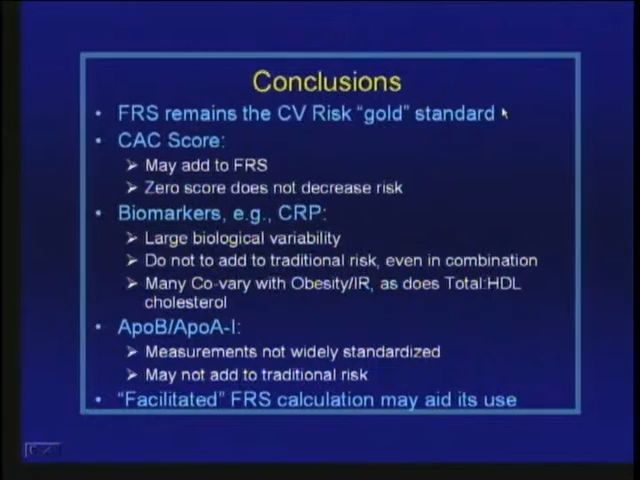 Conclusions
• FRS remains the CV Risk “gold” standard
• CAC Score:
➢ May add to FRS
➢ Zero score does not decrease risk
• Biomarkers, e.g., CRP:
➢ Large biological variability
➢ Do not to add to traditional risk, even in combination
➢ Many Co-vary with Obesity/IR, as does Total:HDL
cholesterol
• ApoB/ApoA-I:
➢ Measurements not widely standardized
➢ May not add to traditional risk
• “Facilitated” FRS calculation may aid its use